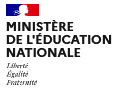 MINISTÈRE
DE L'ÉDUCATION
NATIONALE
Liberté
Égalité
Fraternité